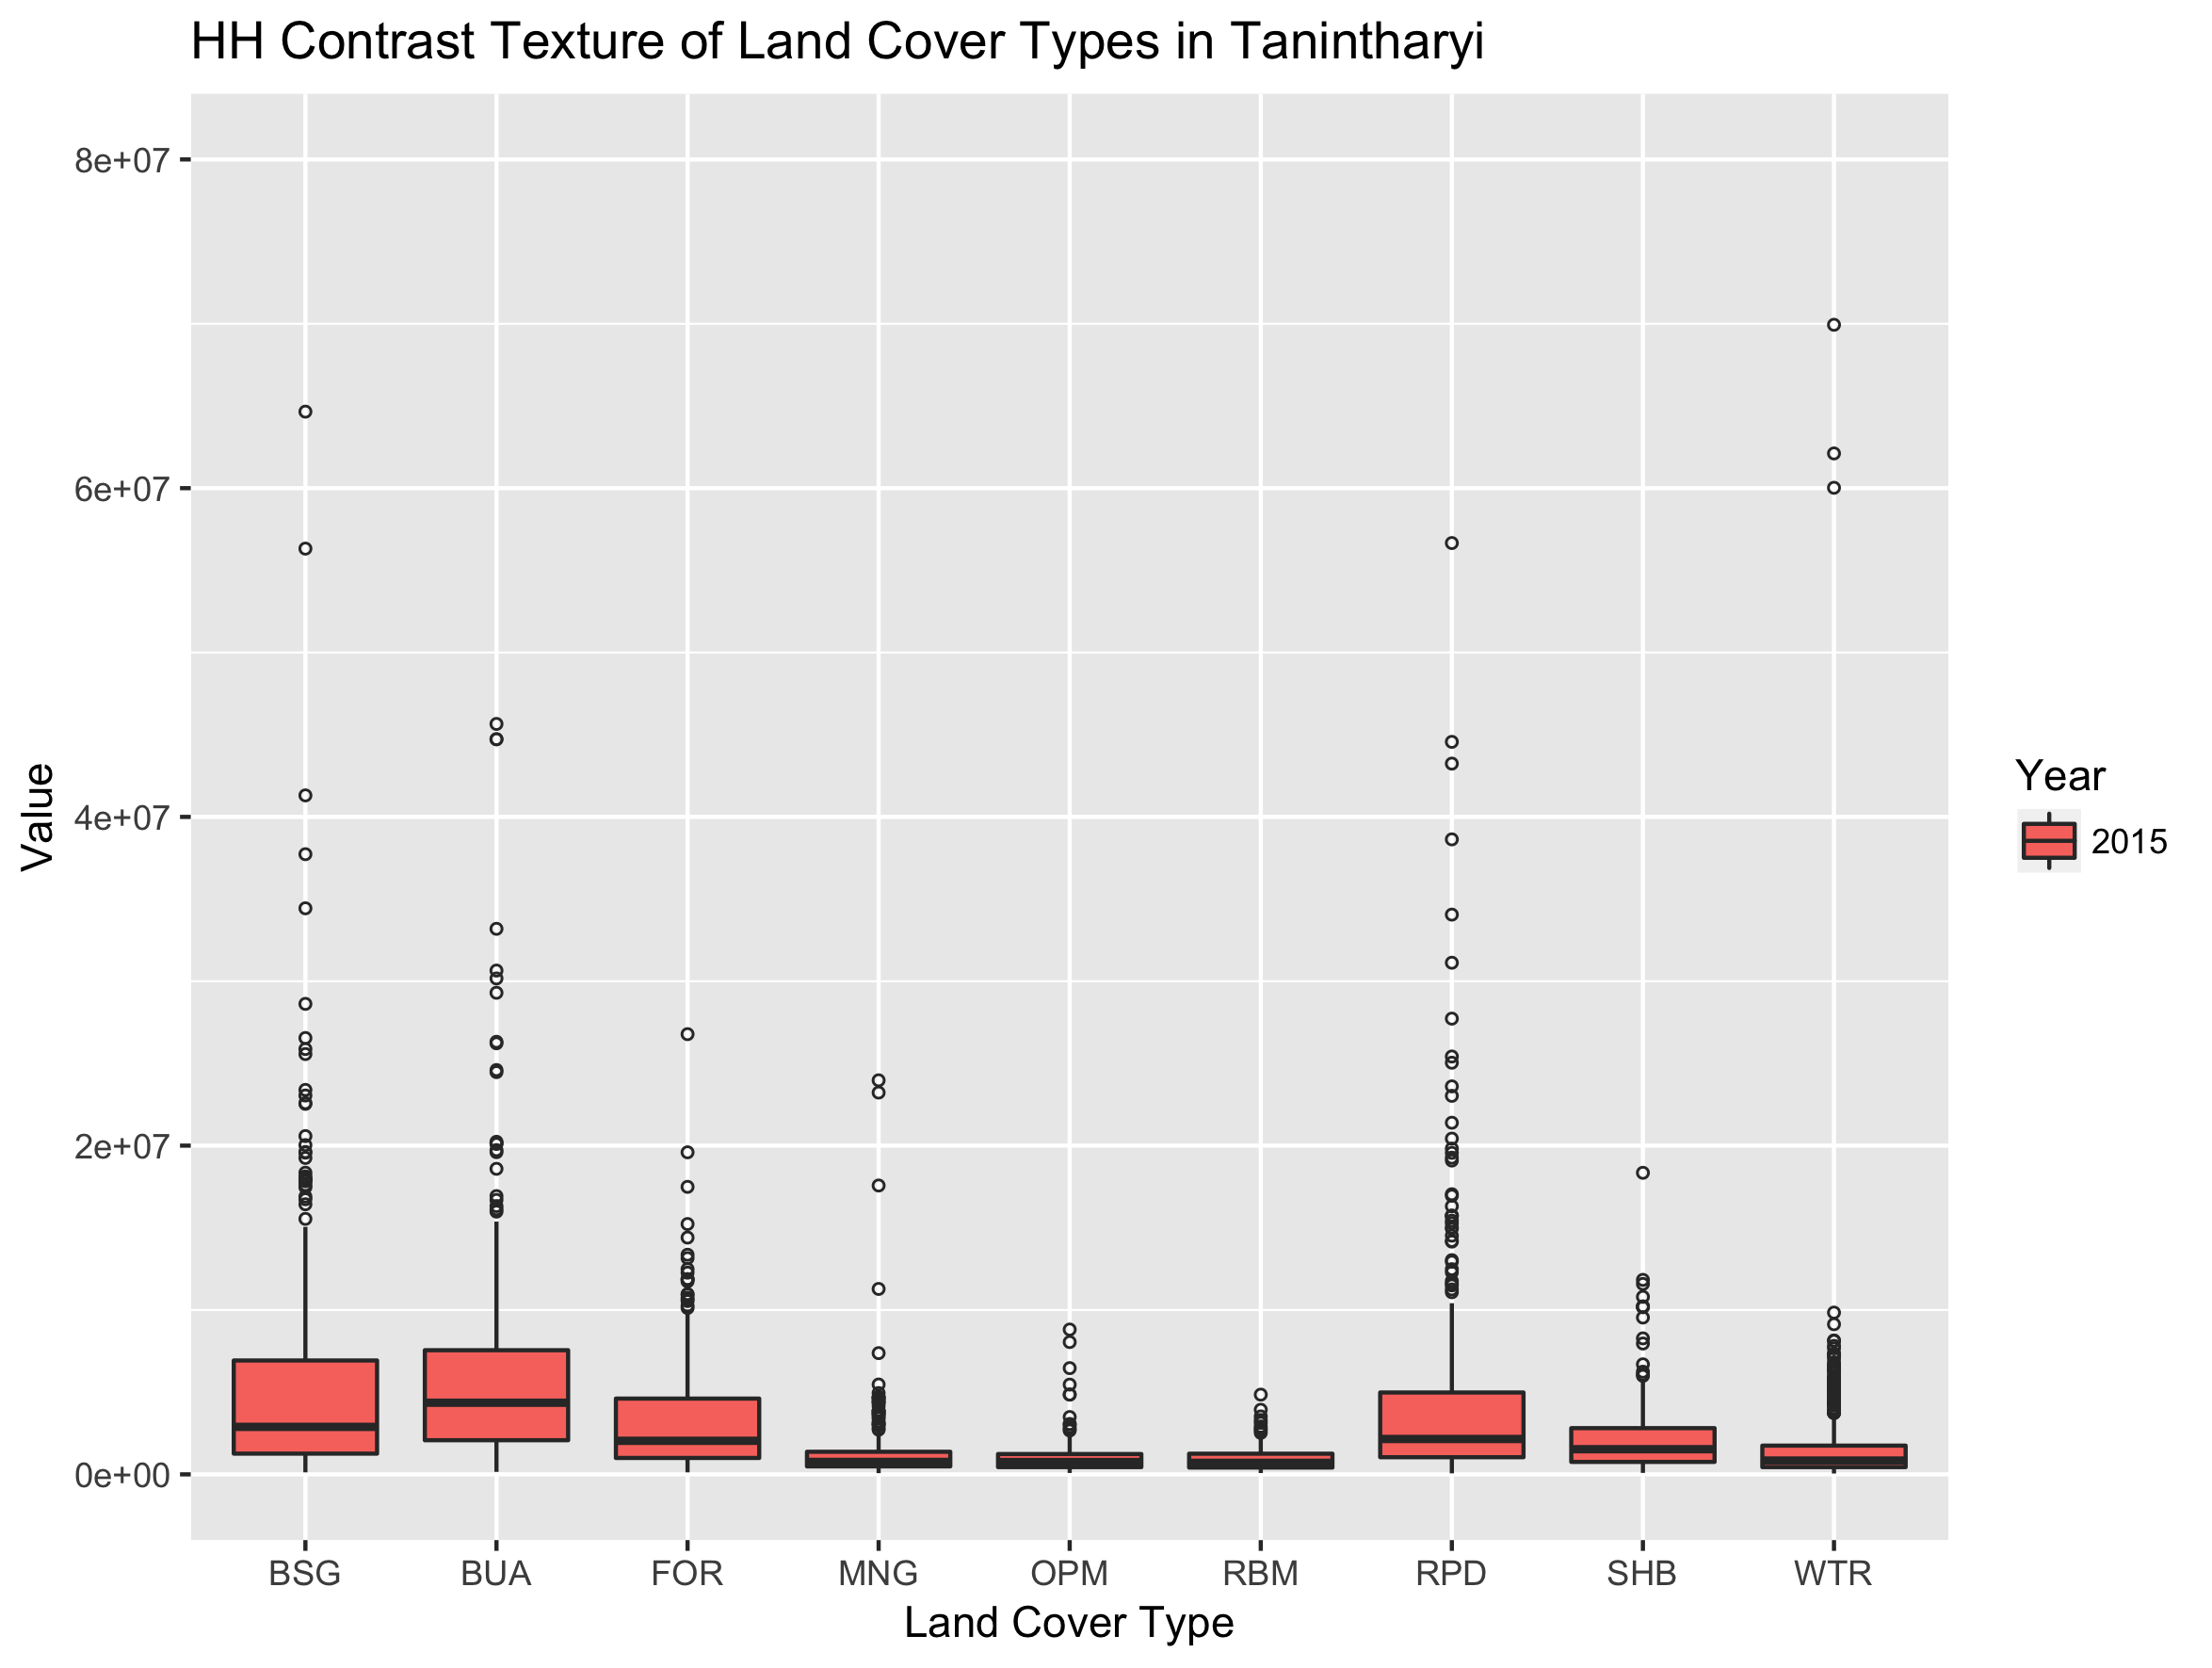 HH Contrast Texture of Land Cover Types in Tanintharyi
8e+07
6e+07
4e+07
2e+07
0e+00
Value
BSG BUA FOR MNG OPM RBM RPD SHB WTR
Land Cover Type
Year
2015